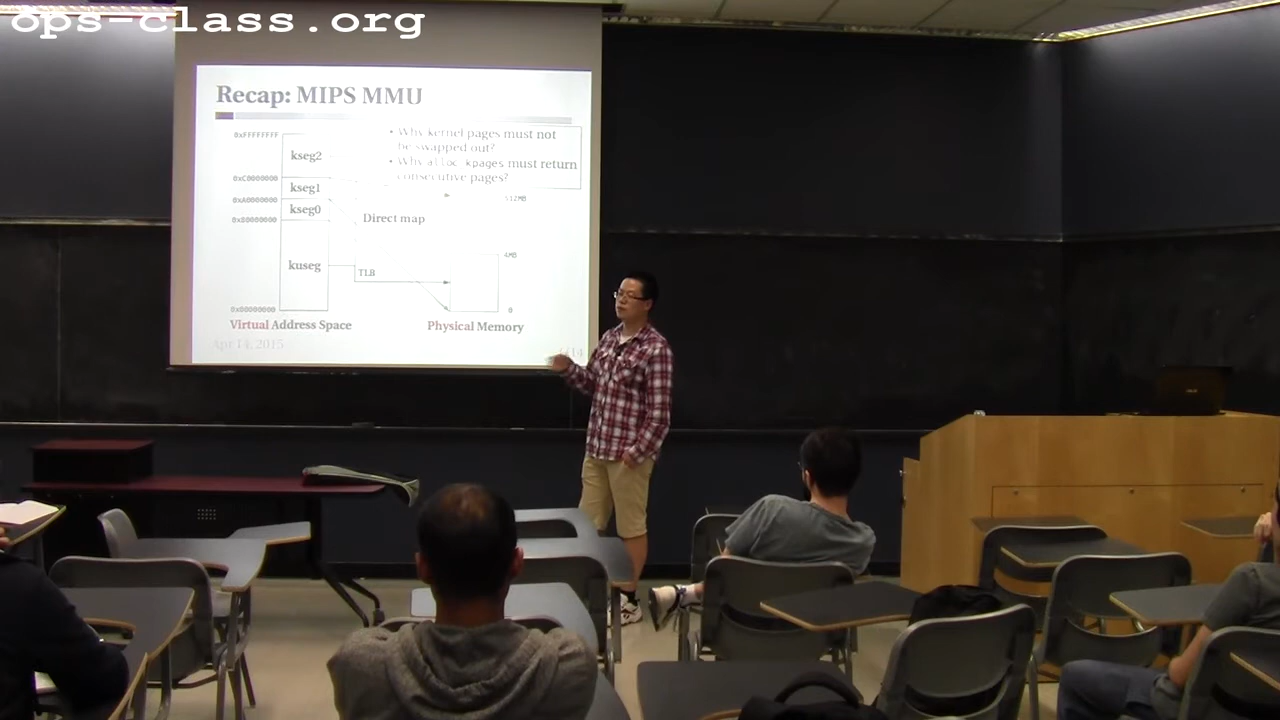 ops-class.org
Recap: MIPS MMU
• Why kernel pages must not
be swapped out?
• Why alloc_kpages must return
consecutive pages?
0xFFFFFFFF
kseg2
0xC0000000
kseg1
0xA0000000
kseg0
0x80000000
512MB
Direct map
4MB
kuseg
TLB
0x00000000
0
Virtual Address Space
Physical Memory
Apr 14, 2015